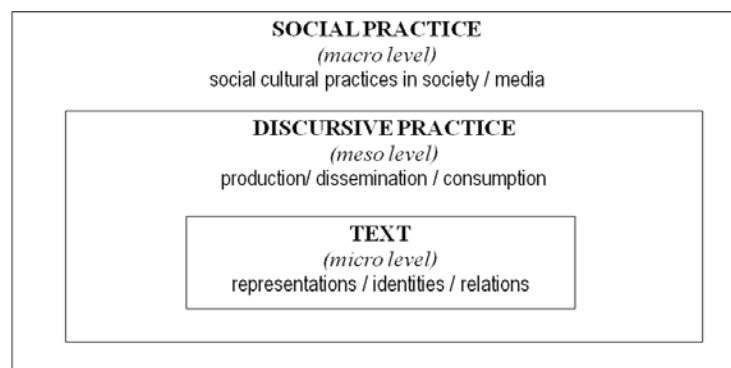 SOCIAL PRACTICE
(macro level)
social cultural practices in society / media
DISCURSIVE PRACTICE
(meso level)
production/ dissemination / consumption
TEXT
(micro level)
representations / identities / relations